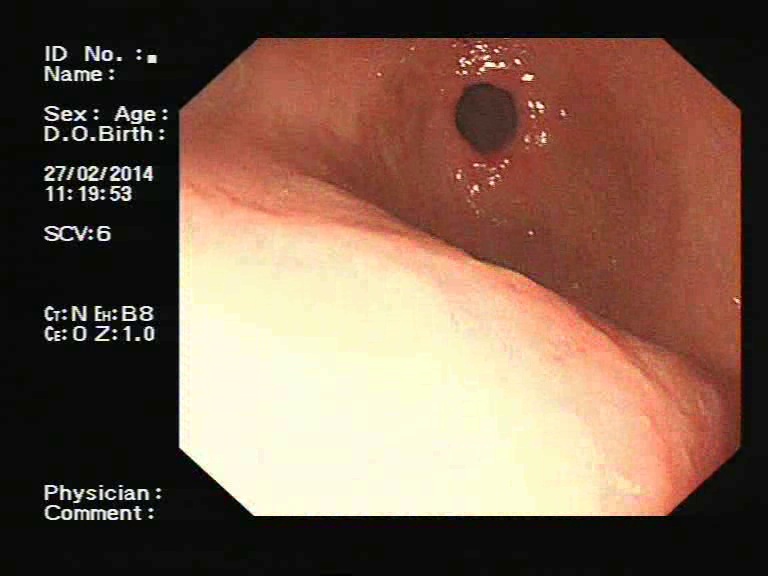 ID No. :
Name:
Sex: Age:
D.O.Birth:
27/02/2014
11:19:53
SCV:6
CT:N EH:B8
CE:0 Z:1.0
Physician:
Comment: